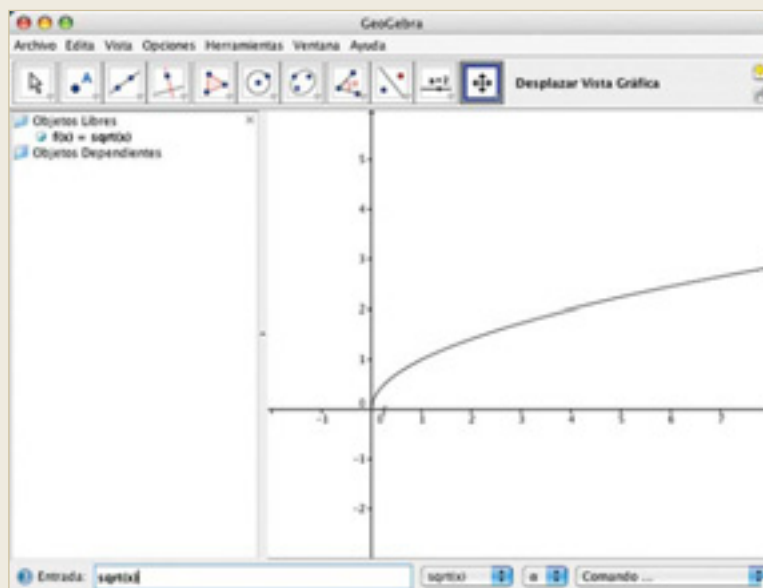 GeoGebra
Archivo Edita Vista Opciones Herramientas Ventana Ayuda
A a=2 Desplazar Vista Gráfica
Objetos Libres
f(x) = sqrt(x)
Objetos Dependientes
5
4
3
2
1
0
-1 0 1 2 3 4 5 6 7
-1
-2
Entrada: sqrt(x) sqrt(x) α Comando ...